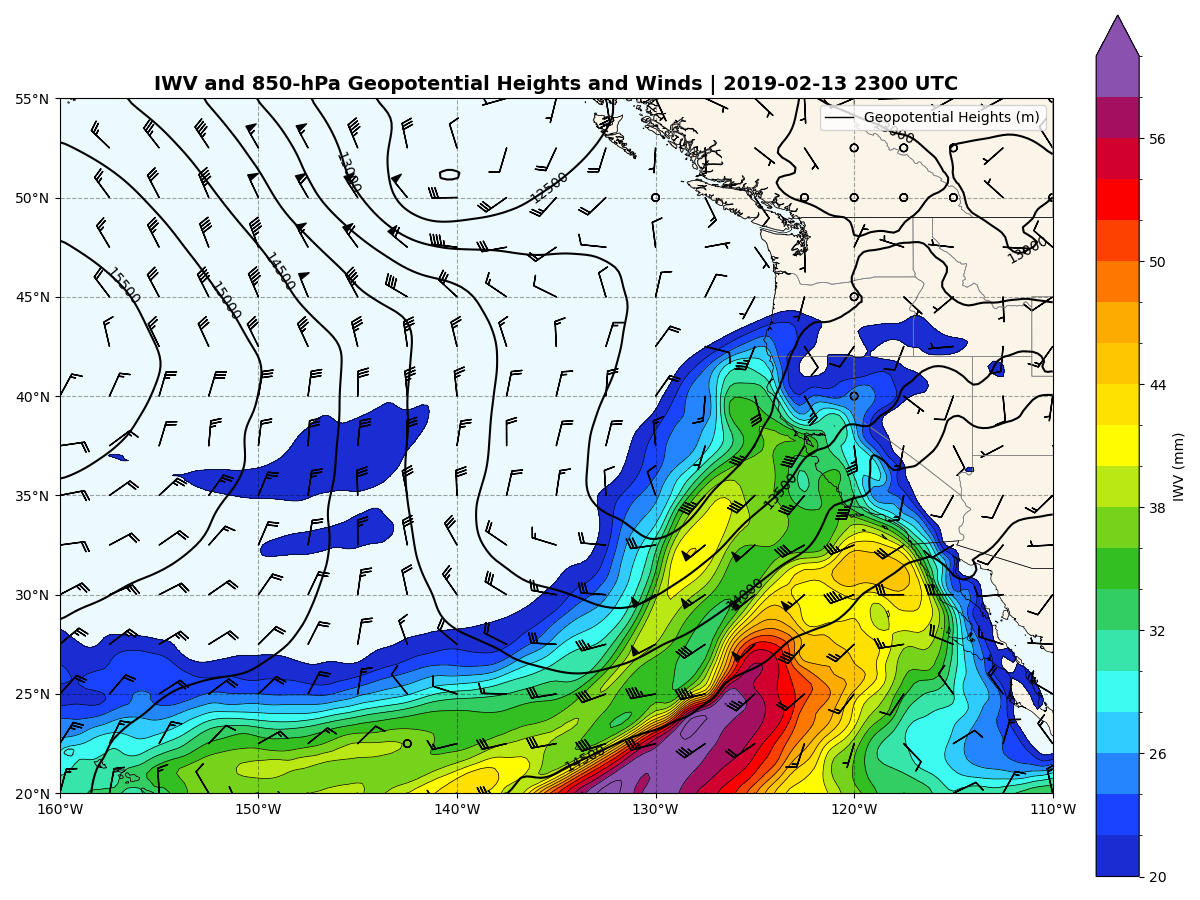 IWV and 850-hPa Geopotential Heights and Winds | 2019-02-13 2300 UTC
Geopotential Heights (m)
55°N
50°N
45°N
40°N
35°N
30°N
25°N
20°N
160°W
150°W
140°W
130°W
120°W
110°W
13000
12500
13000
15500
15000
14500
13500
14000
14500
56
50
44
38
32
26
20
IWV (mm)